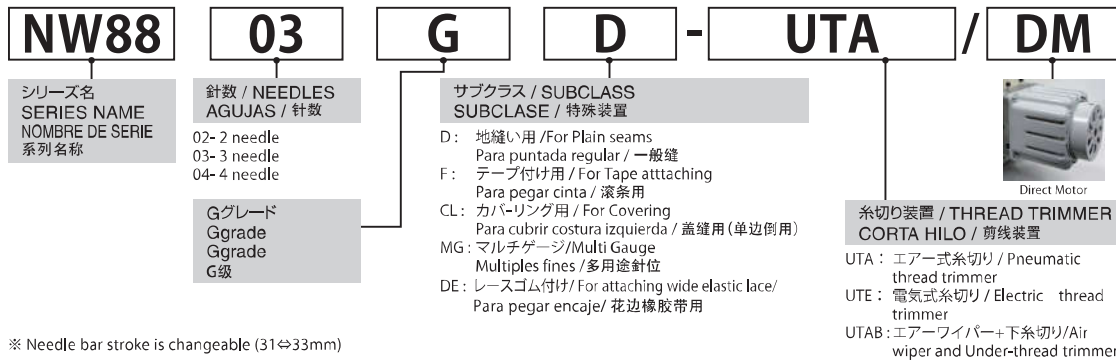 NW88 03 G D - UTA / DM
シリーズ名
SERIES NAME
NOMBRE DE SERIE
系列名称
針数 / NEEDLES
AGUJAS / 针数
02- 2 needle
03- 3 needle
04- 4 needle
Gグレード
Ggrade
Ggrade
G级
サブクラス / SUBCLASS
SUBCLASE / 特殊装置
D : 地縫い用 /For Plain seams
Para puntada regular / 一般缝
F : テープ付け用 / For Tape atttaching
Para pegar cinta / 滚条用
CL : カバ-リング用 / For Covering
Para cubrir costura izquierda / 盖缝用(单边倒用)
MG : マルチゲージ/Multi Gauge
Multiples fines /多用途針位
DE : レースゴム付け/ For attaching wide elastic lace/
Para pegar encaje/ 花边橡胶带用
Direct Motor
糸切り装置 / THREAD TRIMMER
CORTA HILO / 剪线装置
UTA : エアー式糸切り / Pneumatic
thread trimmer
UTE : 電気式糸切り / Electric thread
trimmer
UTAB : エアーワイパー+下糸切り/Air
wiper and Under-thread trimmer
※ Needle bar stroke is changeable (31⇔33mm)